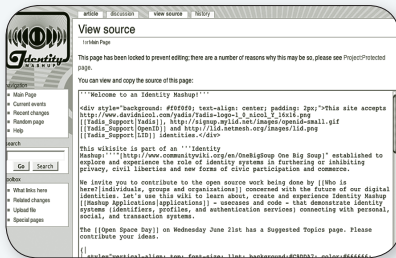 article discussion view source history
View source
for Main Page
This page has been locked to prevent editing; there are a number of reasons why this may be so, please see Project:Protected
page.
You can view and copy the source of this page:
'''Welcome to an Identity Mashup!'''
<div style="background: #f0f0f0; text-align: center; padding: 2px;">This site accepts
http://www.davidnicol.com/yadis/Yadis-logo-1_0_nicol_Y_16x16.png
[[Yadis_Support|Yadis]], http://signup.mylid.net/images/openid-small.gif
[[Yadis_Support|OpenID]] and http://lid.netmesh.org/images/lid.png
[[Yadis_Support|LID]] identities.</div>
This wikisite is part of an '''Identity
Mashup:''' "[http://www.communitywiki.org/en/OneBigSoup One Big Soup]" established to
explore and experience the role of identity systems in furthering or inhibiting
privacy, civil liberties and new forms of civic participation and commerce.
We invite you to contribute to the open source work being done by [[Who is
here?|individuals, groups and organizations]] concerned with the future of our digital
identities. Let's use this wiki to learn about, create and experience Identity Mashup
[[Mashup Applications|applications]] - usecases and code - that demonstrate identity
systems (identifiers, profiles, and authentication services) connecting with personal,
social, and transaction systems.
The [[Open Space Day]] on Wednesday June 21st has a Suggested Topics page. Please
contribute your ideas.
{|
Identity
MASHUP
navigation
Main Page
Current events
Recent changes
Random page
Help
search
Go Search
toolbox
What links here
Related changes
Upload file
Special pages